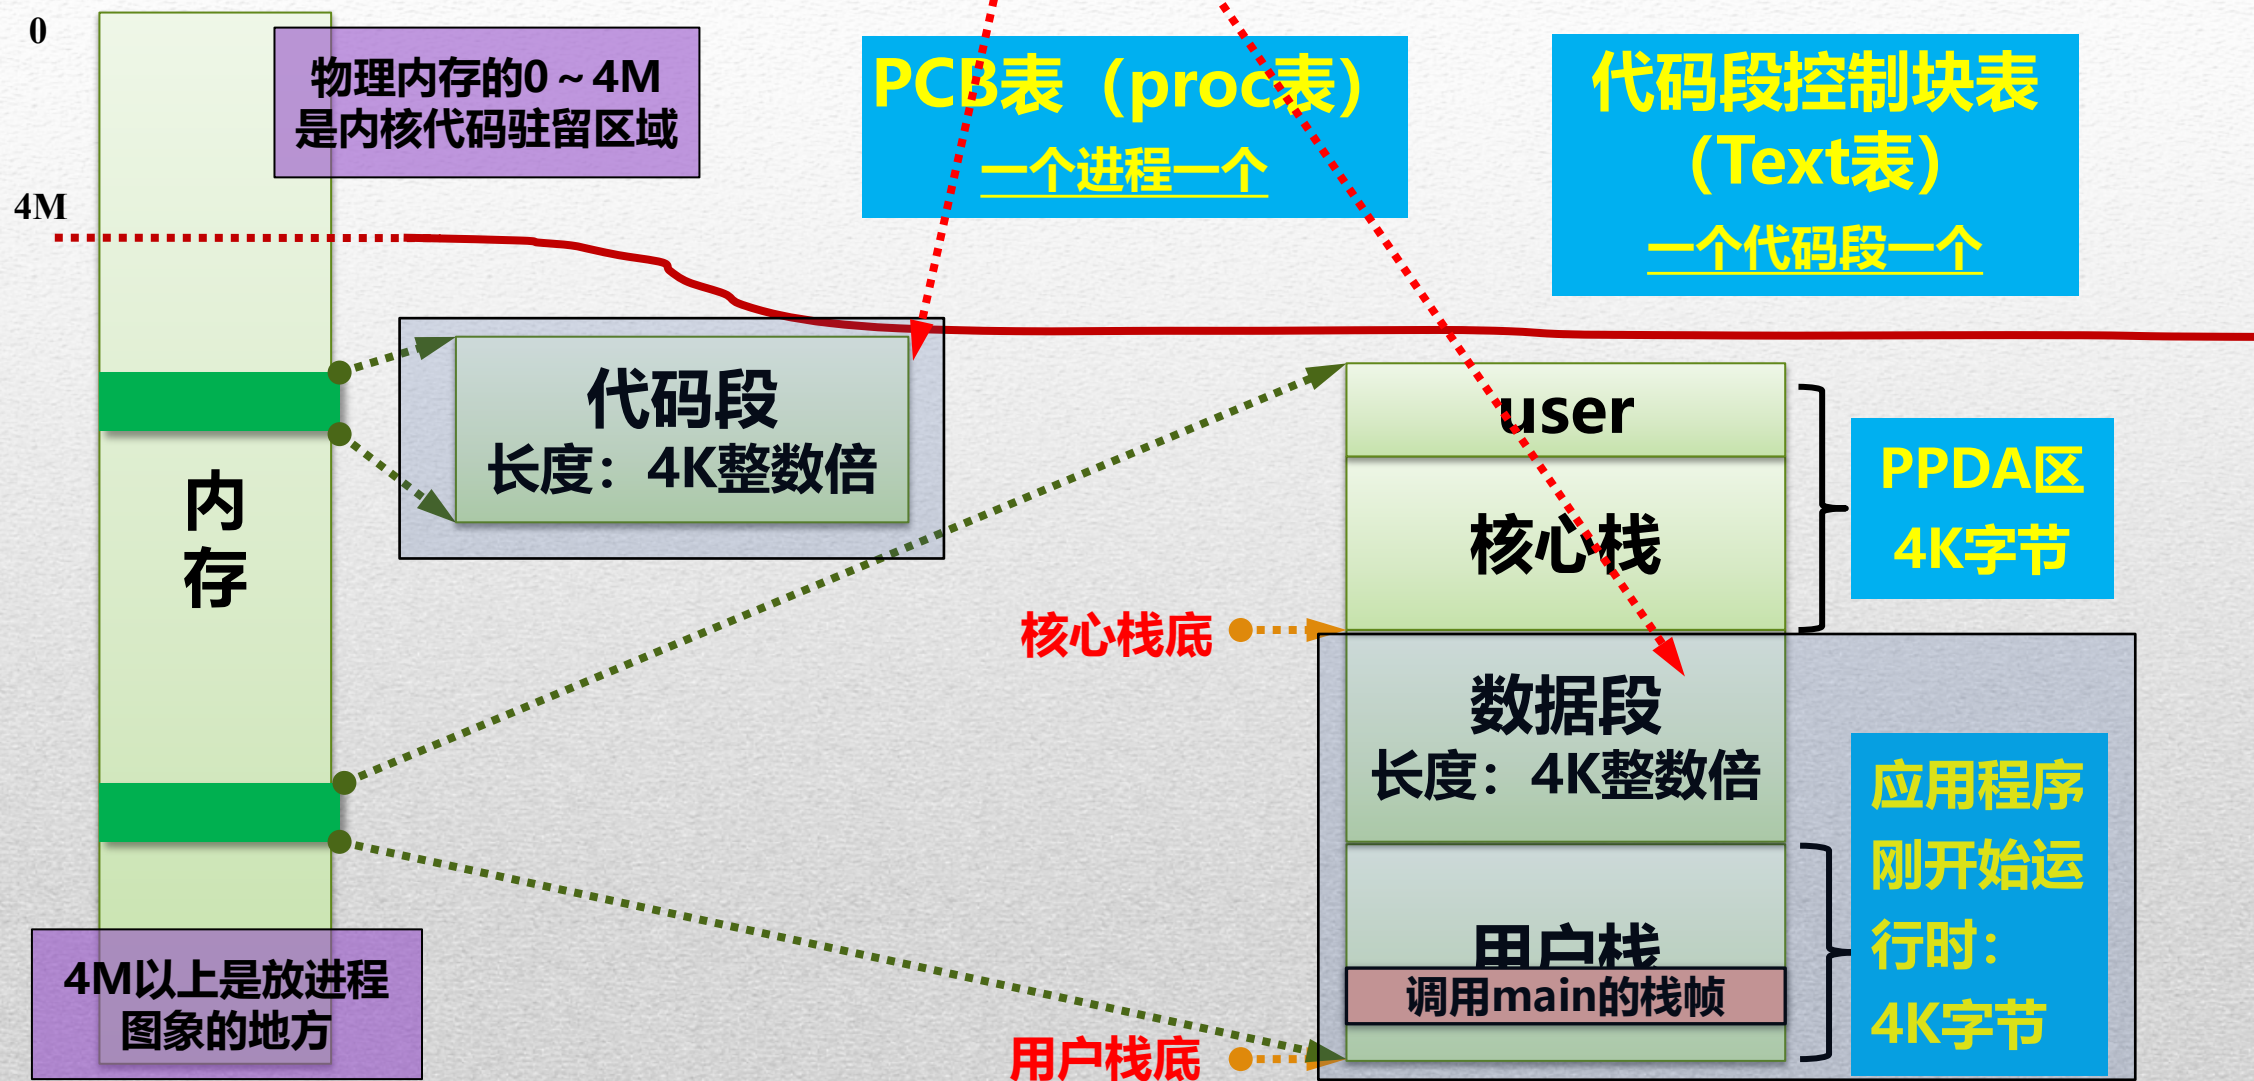 0
物理内存的0～4M
是内核代码驻留区域
4M
PCB表（proc表）
一个进程一个
代码段控制块表
（Text表）
一个代码段一个
代码段
长度：4K整数倍
内
存
user
核心栈
PPDA区
4K字节
核心栈底
数据段
长度：4K整数倍
用户栈
调用main的栈帧
应用程序
刚开始运
行时：
4K字节
用户栈底
4M以上是放进程
图象的地方